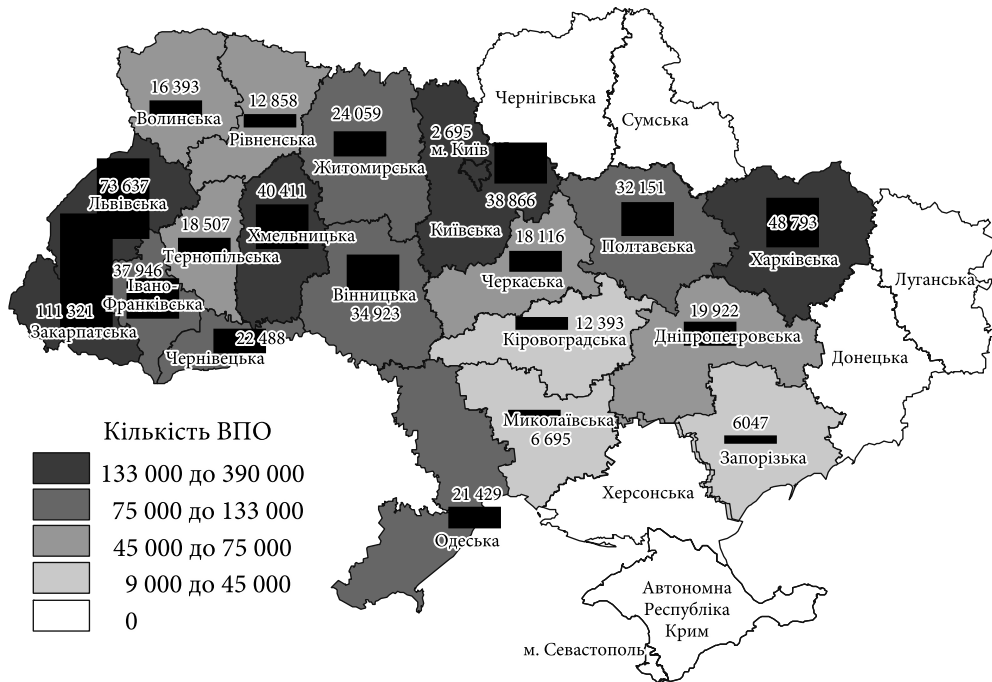 16 393
Волинська
12 858
Рівненська
24 059
Житомирська
2 695
м. Київ
38 866
Київська
Чернігівська
Сумська
73 637
Львівська
40 411
Хмельницька
18 507
Тернопільська
37 946
Івано-
Франківська
111 321
Закарпатська
22 488
Чернівецька
Вінницька
34 923
18 116
Черкаська
32 151
Полтавська
48 793
Харківська
Луганська
12 393
Кіровоградська
19 922
Дніпропетровська
Донецька
Миколаївська
6 695
6047
Запорізька
Херсонська
21 429
Одеська
Автономна
Республіка
Крим
м. Севастополь
Кількість ВПО
133 000 до 390 000
75 000 до 133 000
45 000 до 75 000
9 000 до 45 000
0